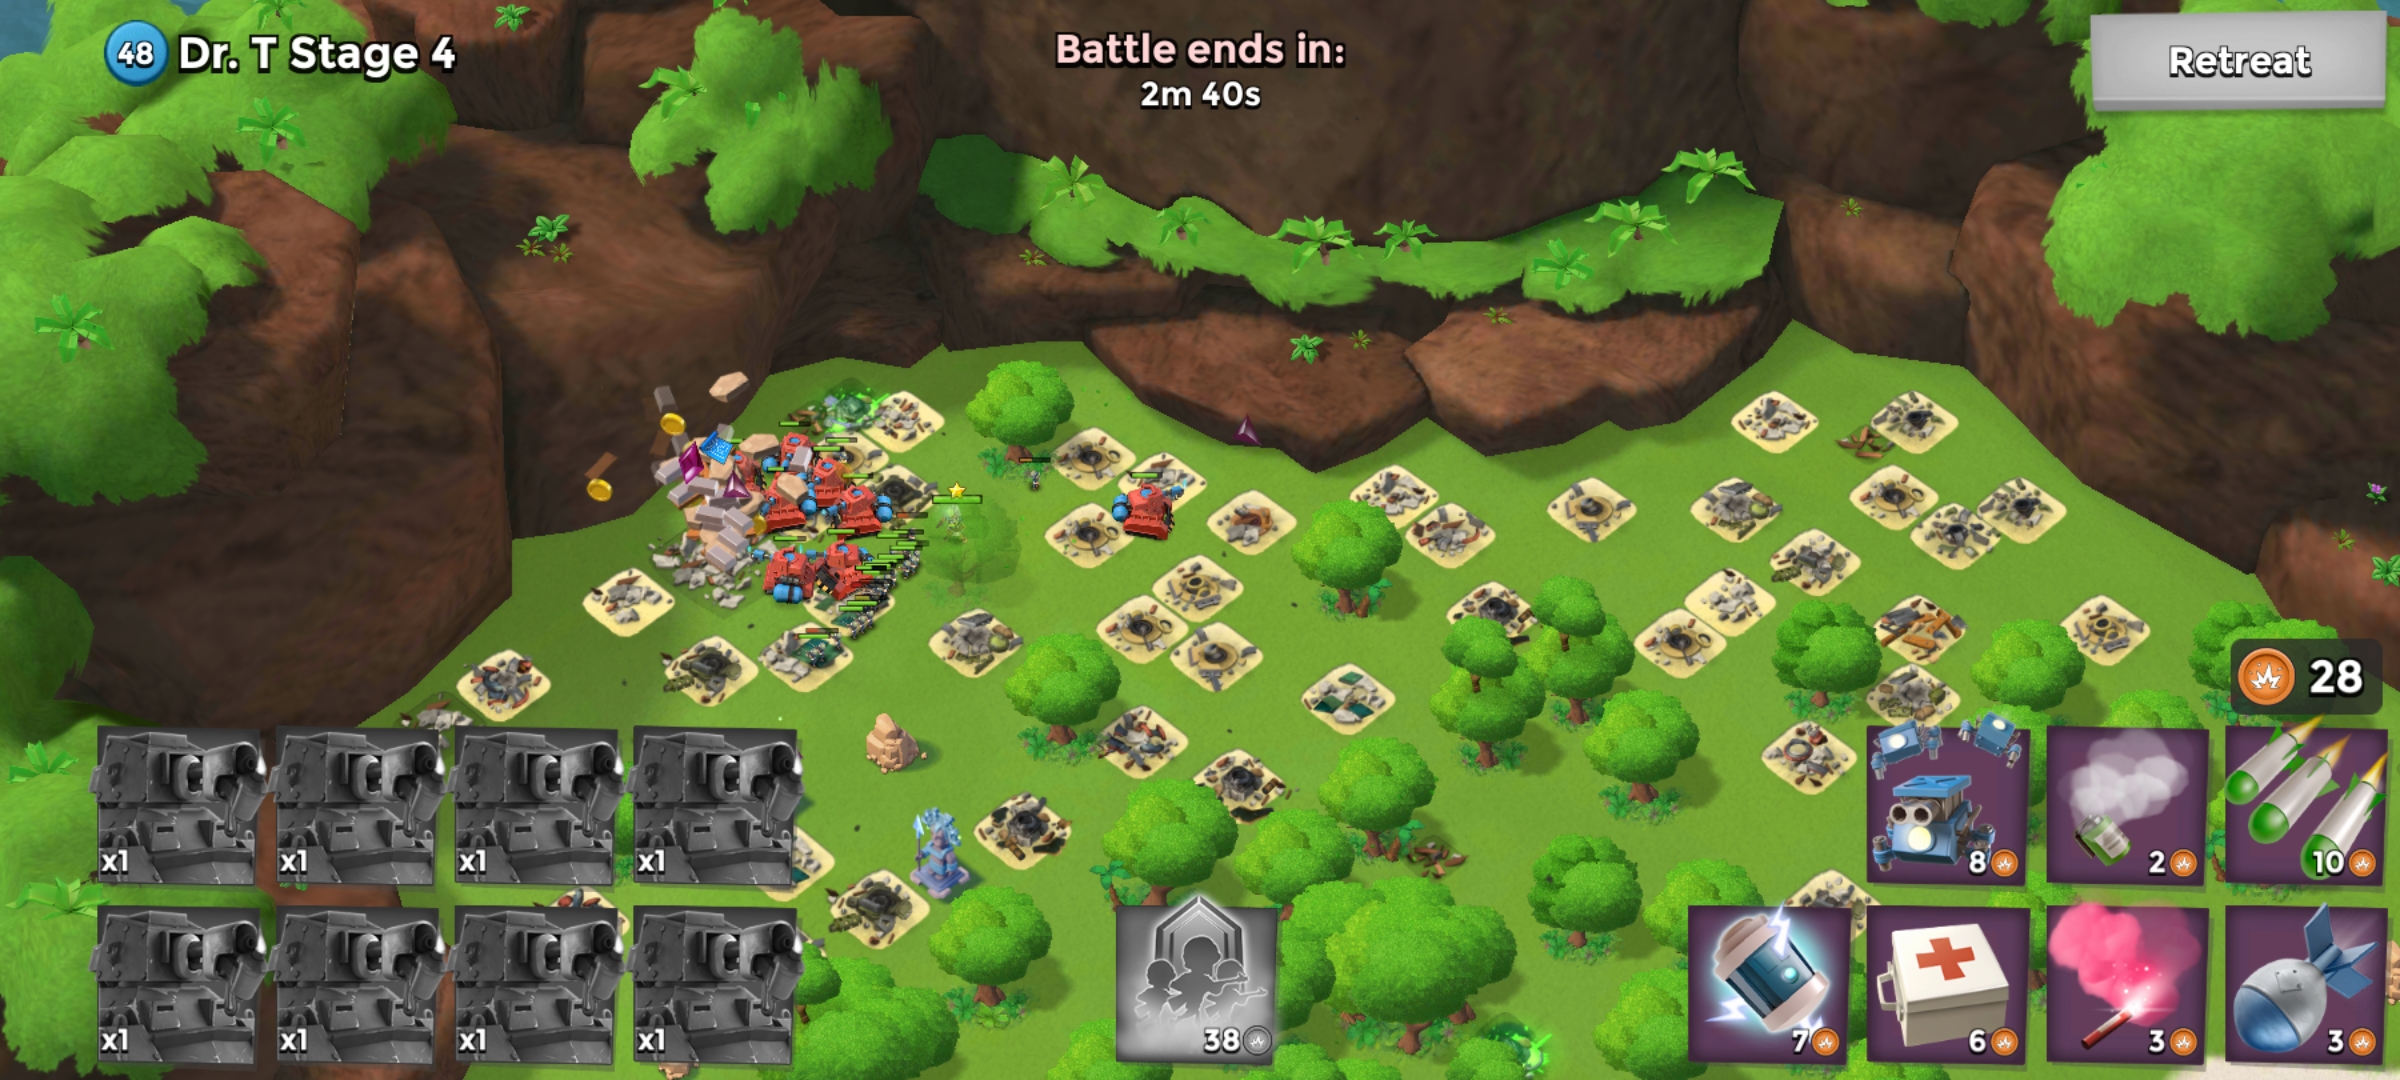 48 Dr. T Stage 4
Battle ends in:
2m 40s
Retreat
28
x1 x1 x1 x1
8 2 10
x1 x1 x1 x1
38
7 6 3 3